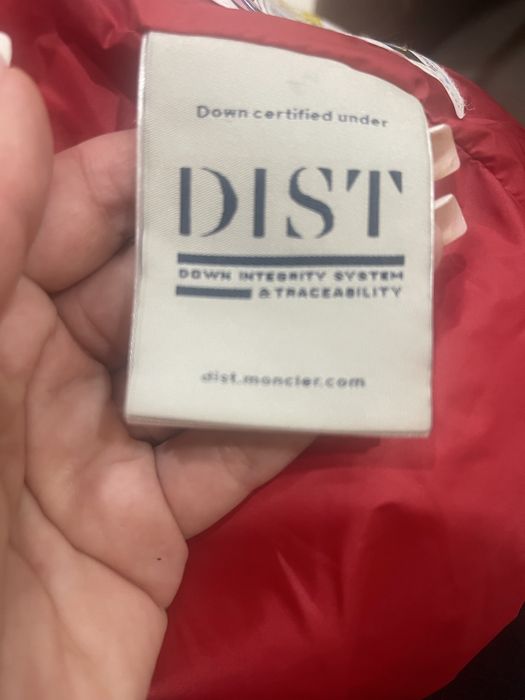 Down certified under
DIST
DOWN INTEGRITY SYSTEM
& TRACEABILITY
dist.moncler.com